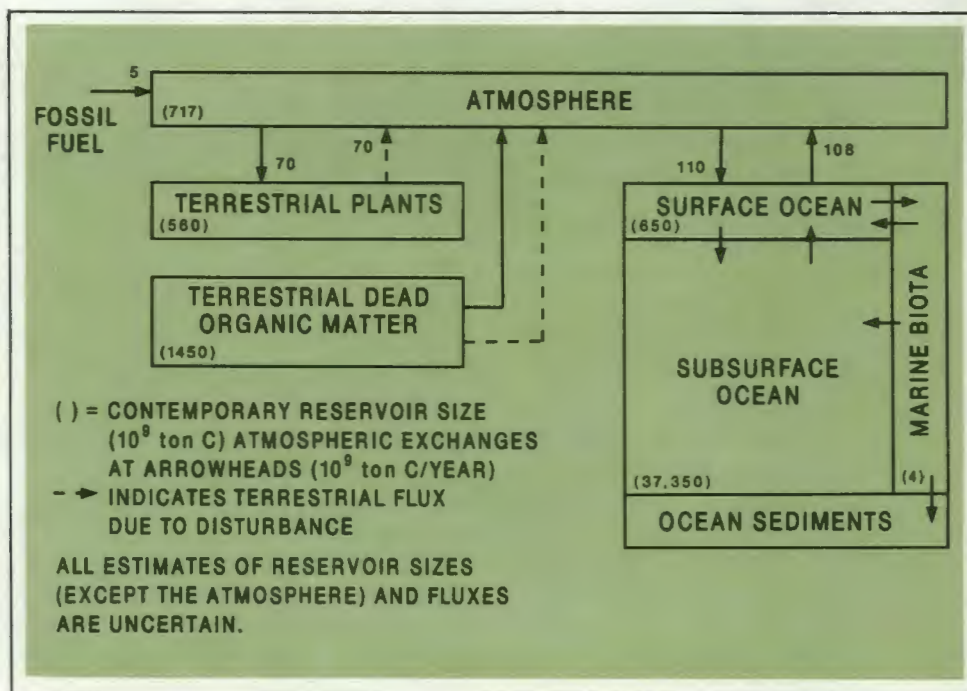 5
FOSSIL
FUEL
ATMOSPHERE
(717)
70
70
110
108
TERRESTRIAL PLANTS
(560)
TERRESTRIAL DEAD
ORGANIC MATTER
(1450)
SURFACE OCEAN
(650)
SUBSURFACE
OCEAN
(37,350)
MARINE BIOTA
(4)
OCEAN SEDIMENTS
( ) = CONTEMPORARY RESERVOIR SIZE
(10⁹ ton C) ATMOSPHERIC EXCHANGES
AT ARROWHEADS (10⁹ ton C/YEAR)
INDICATES TERRESTRIAL FLUX
DUE TO DISTURBANCE
ALL ESTIMATES OF RESERVOIR SIZES
(EXCEPT THE ATMOSPHERE) AND FLUXES
ARE UNCERTAIN.